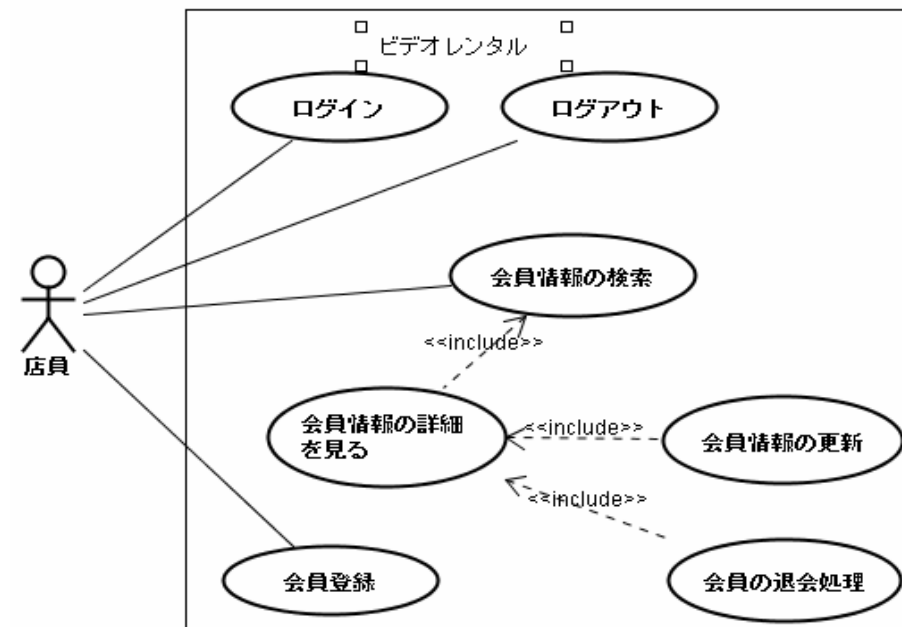 ビデオレンタル
ログイン
ログアウト
会員情報の検索
<<include>>
店員
会員情報の詳細
を見る
<<include>>
会員情報の更新
<<include>>
会員登録
会員の退会処理